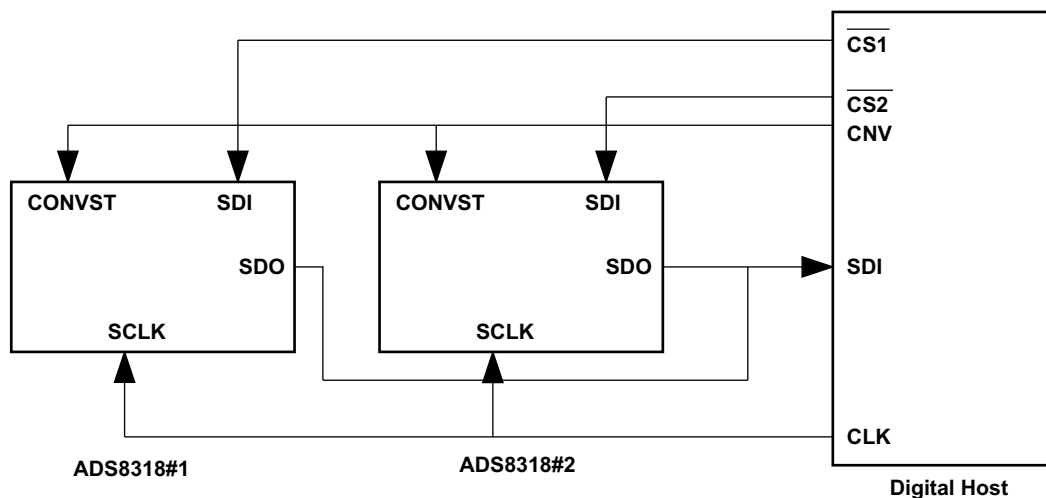 CS1
CS2
CNV
CONVST SDI
CONVST SDI
SDO
SDO
SDI
SCLK
SCLK
CLK
ADS8318#1
ADS8318#2
Digital Host